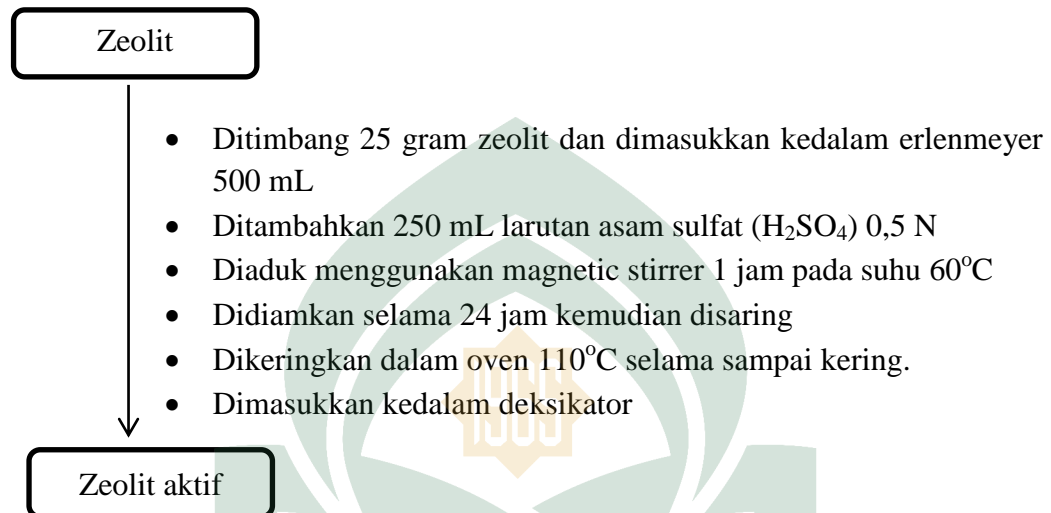 Zeolit
• Ditimbang 25 gram zeolit dan dimasukkan kedalam erlenmeyer
500 mL
• Ditambahkan 250 mL larutan asam sulfat (H₂SO₄) 0,5 N
• Diaduk menggunakan magnetic stirrer 1 jam pada suhu 60°C
• Didiamkan selama 24 jam kemudian disaring
• Dikeringkan dalam oven 110°C selama sampai kering.
• Dimasukkan kedalam deksikator
Zeolit aktif